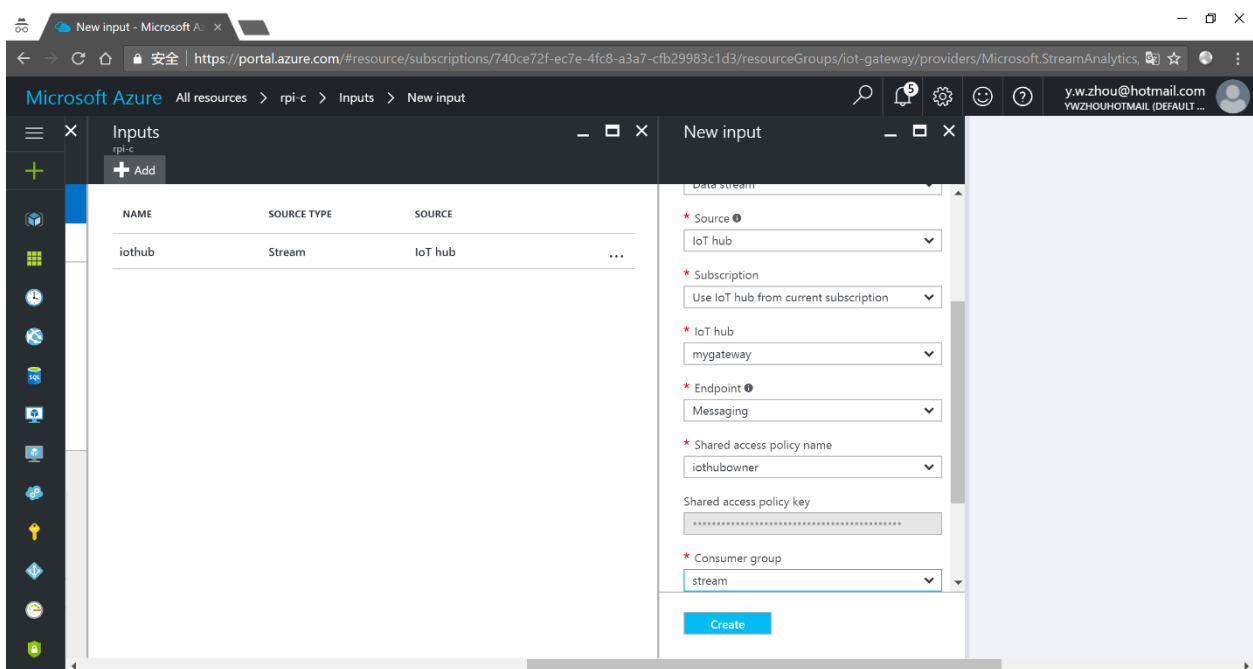 New input - Microsoft A
安全 | https://portal.azure.com/#resource/subscriptions/740ce72f-ec7e-4fc8-a3a7-cfb29983c1d3/resourceGroups/iot-gateway/providers/Microsoft.StreamAnalytics,
Microsoft Azure All resources > rpi-c > Inputs > New input
5
y.w.zhou@hotmail.com
YWZHOUHOTMAIL (DEFAULT ...
Inputs
rpi-c
Add
NAME SOURCE TYPE SOURCE
iothub Stream IoT hub ...
New input
Data stream
* Source
IoT hub
* Subscription
Use IoT hub from current subscription
* IoT hub
mygateway
* Endpoint
Messaging
* Shared access policy name
iothubowner
Shared access policy key
* Consumer group
stream
Create
SQL